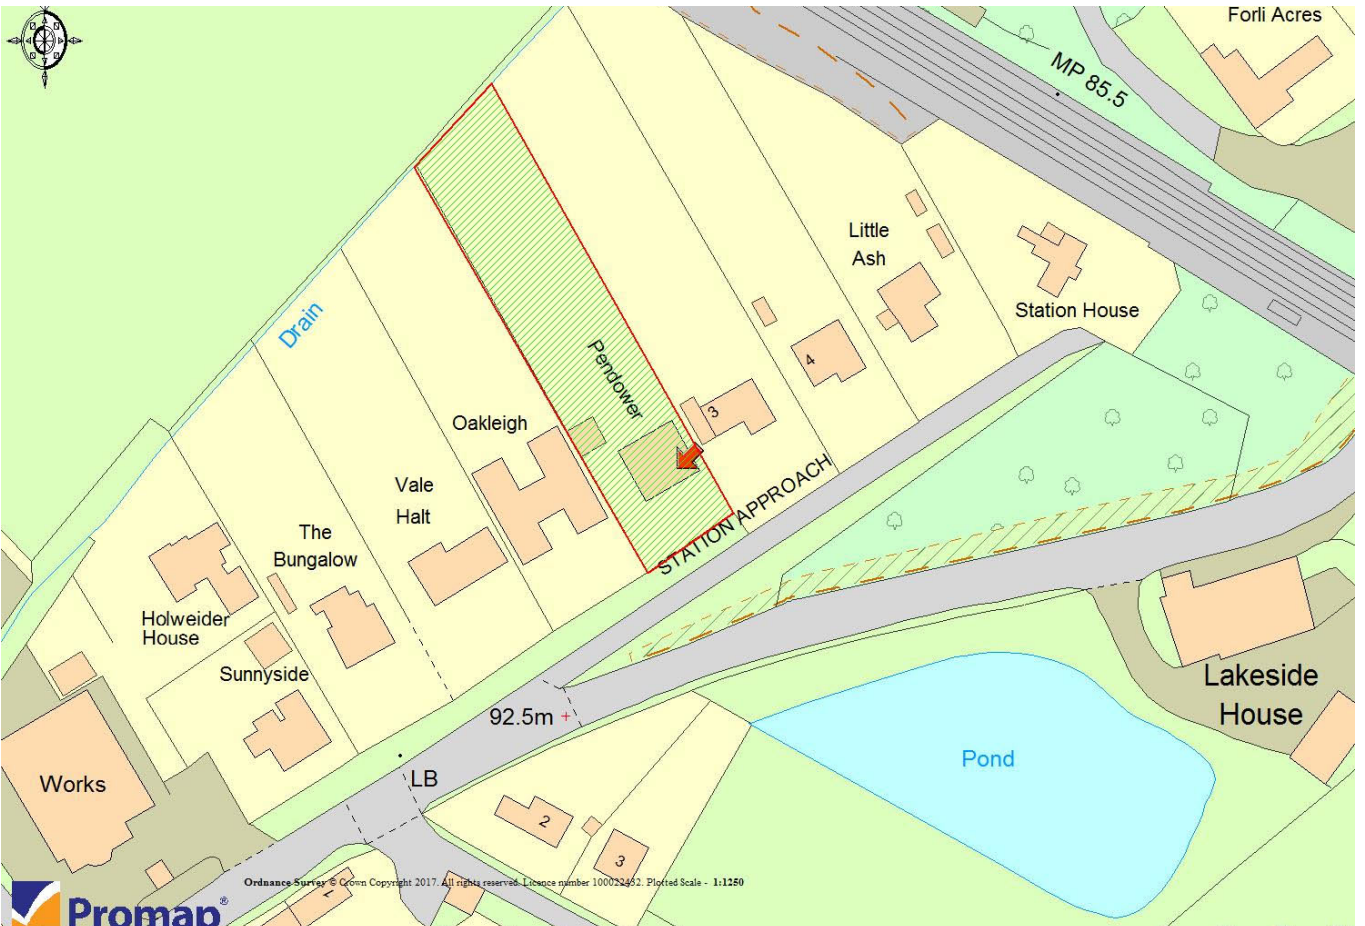 Forli Acres
MP 85.5
Little
Ash
Station House
Drain
Pendower
4
3
Oakleigh
STATION APPROACH
Vale
Halt
The
Bungalow
Holweider
House
Sunnyside
Lakeside
House
92.5m
Pond
Works
LB
2
3
Ordnance Survey © Crown Copyright 2017. All rights reserved. Licence number 100022432. Plotted Scale - 1:1250
Promap®